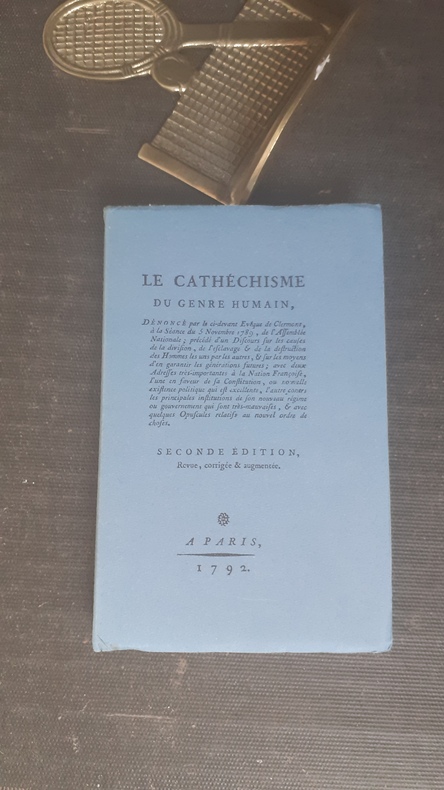 LE CATHÉCHISME
DU GENRE HUMAIN,
DÉNONCÉ par le ci-devant Evêque de Clermont,
à la Séance du 5 Novembre 1789, de l'Assemblée
Nationale; précédé d'un Discours sur les causes
de la division, de l'esclavage & de la destruction
des Hommes les uns par les autres, & sur les moyens
d'en garantir les générations futures; avec deux
Adresses très-importantes à la Nation Françoise,
l'une en faveur de sa Constitution, ou nouvelle
existence politique qui est excellente, l'autre contre
les principales institutions de son nouveau régime
ou gouvernement qui sont très-mauvaises, & avec
quelques Opuscules relatifs au nouvel ordre de
choses.
SECONDE ÉDITION,
Revue, corrigée & augmentée.
A PARIS,
1792.